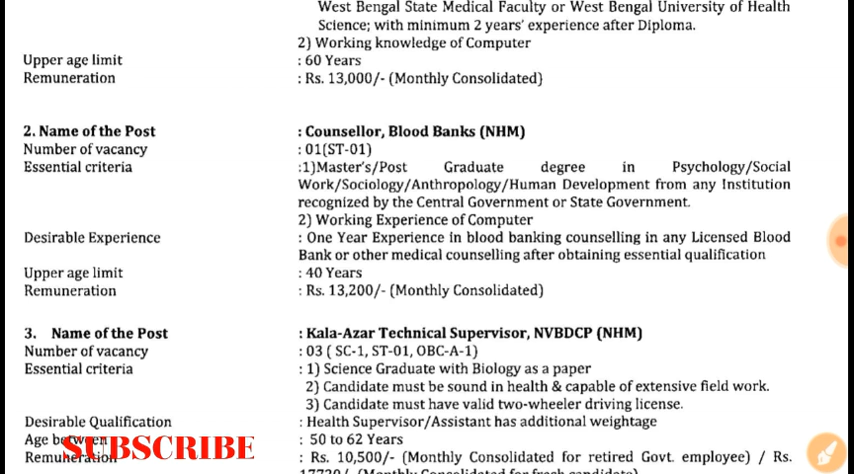 West Bengal State Medical Faculty or West Bengal University of Health
Science; with minimum 2 years' experience after Diploma.
2) Working knowledge of Computer
Upper age limit : 60 Years
Remuneration : Rs. 13,000/- (Monthly Consolidated)
2. Name of the Post : Counsellor, Blood Banks (NHM)
Number of vacancy : 01(ST-01)
Essential criteria :1)Master's/Post Graduate degree in Psychology/Social
Work/Sociology/Anthropology/Human Development from any Institution
recognized by the Central Government or State Government.
2) Working Experience of Computer
Desirable Experience : One Year Experience in blood banking counselling in any Licensed Blood
Bank or other medical counselling after obtaining essential qualification
Upper age limit : 40 Years
Remuneration : Rs. 13,200/- (Monthly Consolidated)
3. Name of the Post : Kala-Azar Technical Supervisor, NVBDCP (NHM)
Number of vacancy : 03 ( SC-1, ST-01, OBC-A-1)
Essential criteria : 1) Science Graduate with Biology as a paper
2) Candidate must be sound in health & capable of extensive field work.
3) Candidate must have valid two-wheeler driving license.
Desirable Qualification : Health Supervisor/Assistant has additional weightage
Age between : 50 to 62 Years
SUBSCRIBE
Remuneration : Rs. 10,500/- (Monthly Consolidated for retired Govt. employee) / Rs.
(Monthly Consolidated for fresh candidate)